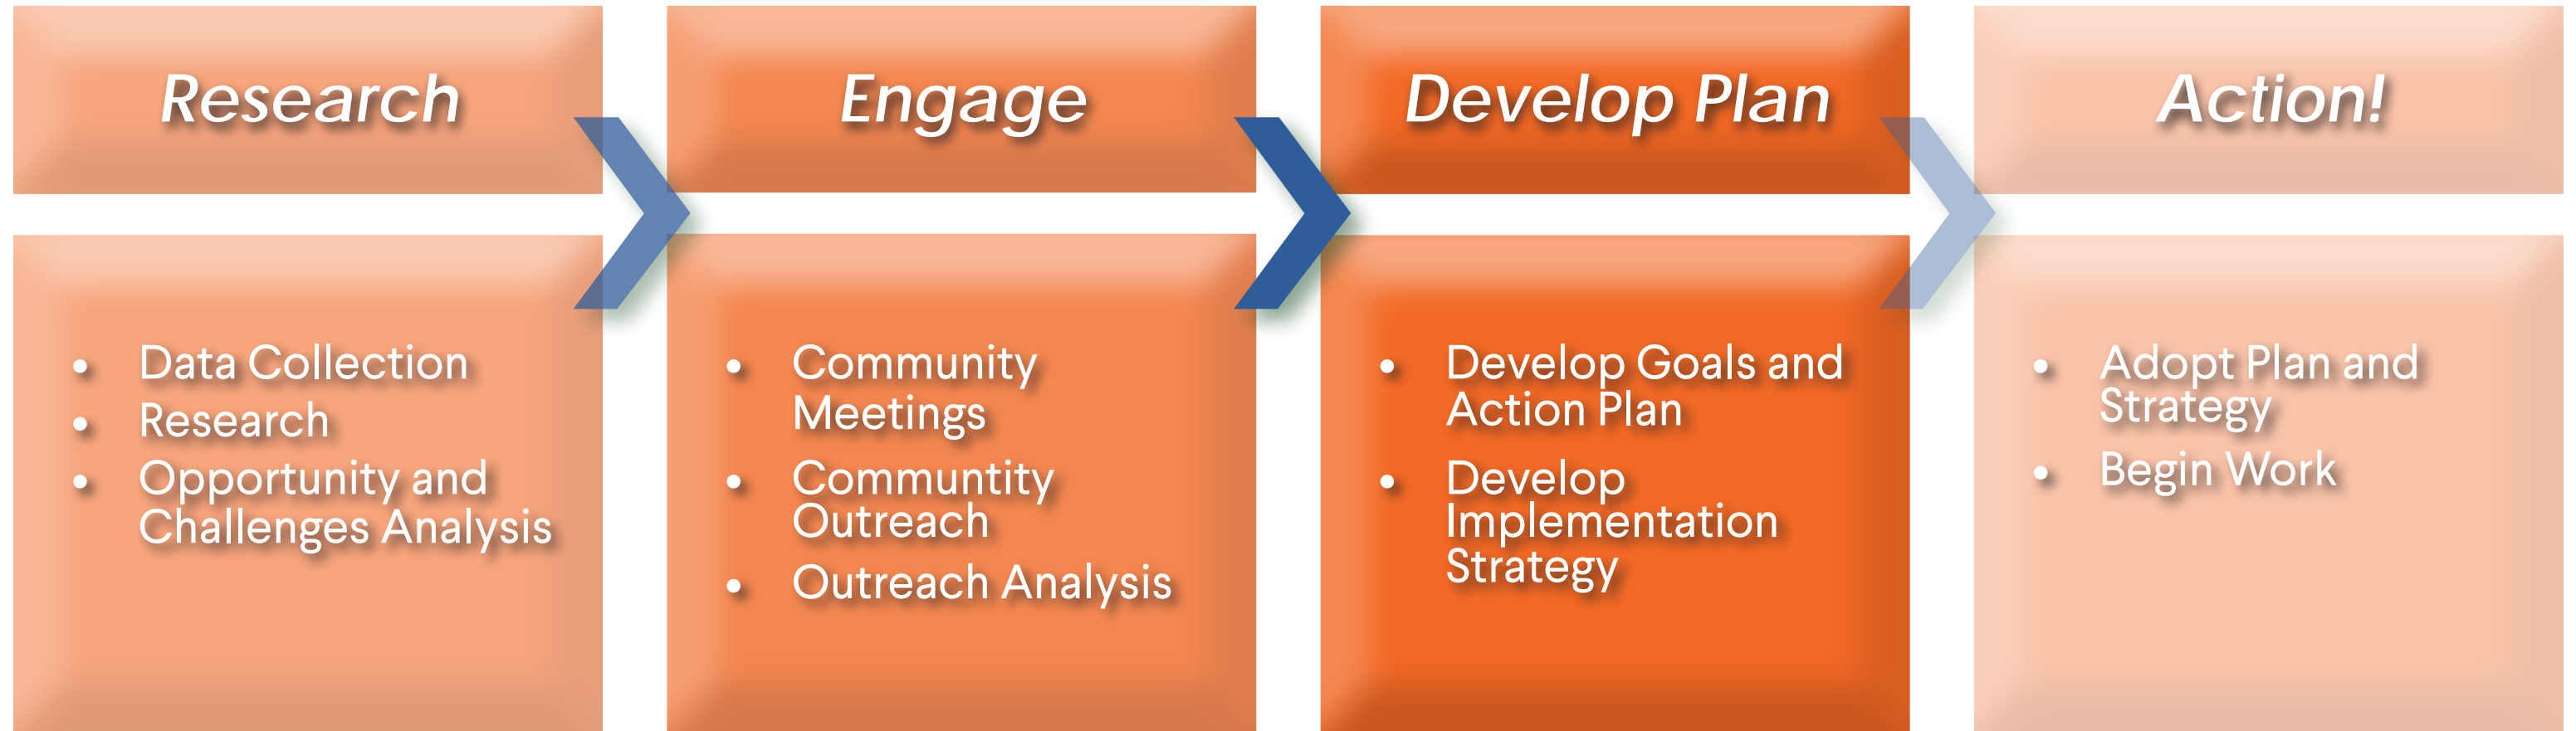 Research
• Data Collection
• Research
• Opportunity and
Challenges Analysis
Engage
• Community
Meetings
• Communtity
Outreach
• Outreach Analysis
Develop Plan
• Develop Goals and
Action Plan
• Develop
Implementation
Strategy
Action!
• Adopt Plan and
Strategy
• Begin Work